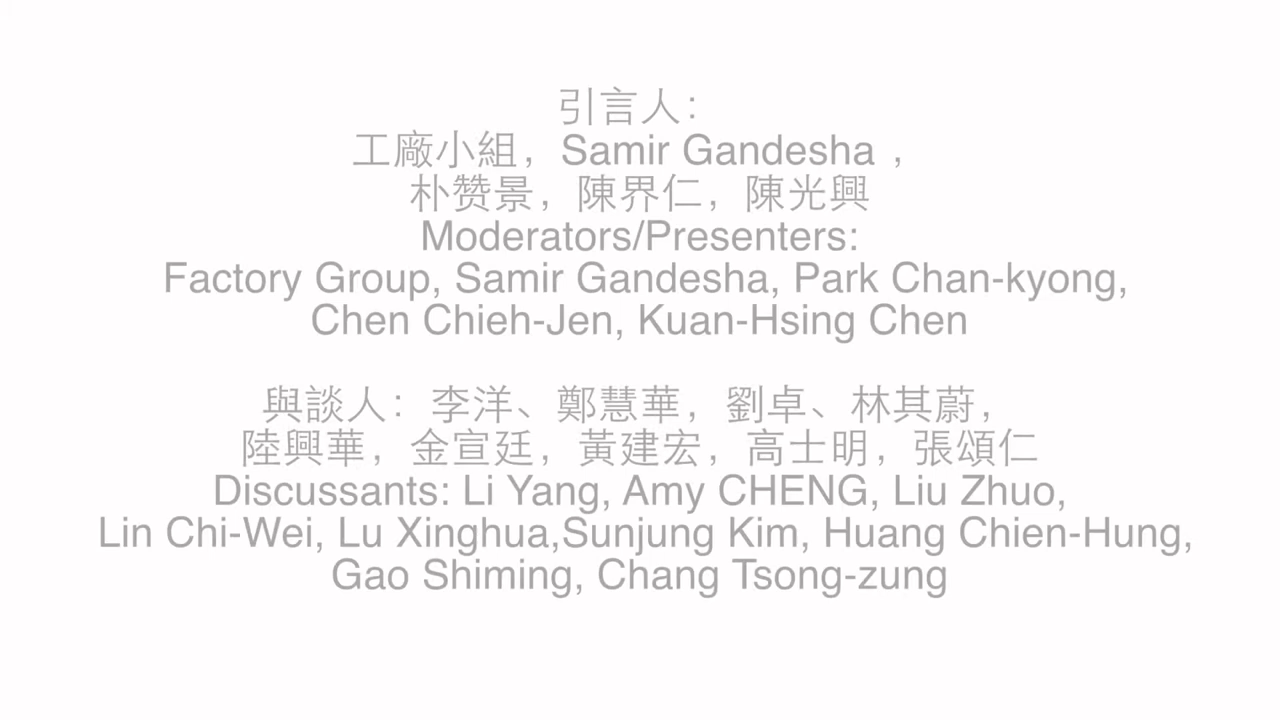 引言人：
工廠小組，Samir Gandesha ，
朴赞景，陳界仁，陳光興
Moderators/Presenters:
Factory Group, Samir Gandesha, Park Chan-kyong,
Chen Chieh-Jen, Kuan-Hsing Chen
與談人：李洋、鄭慧華，劉卓、林其蔚，
陸興華，金宣廷，黃建宏，高士明，張頌仁
Discussants: Li Yang, Amy CHENG, Liu Zhuo,
Lin Chi-Wei, Lu Xinghua,Sunjung Kim, Huang Chien-Hung,
Gao Shiming, Chang Tsong-zung